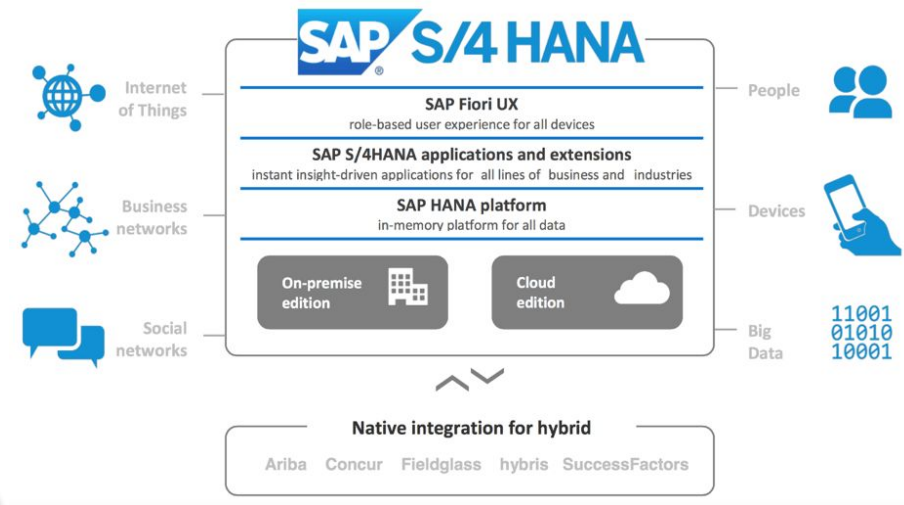 SAP S/4 HANA
®
Internet
of Things
SAP Fiori UX
role-based user experience for all devices
People
SAP S/4HANA applications and extensions
instant insight-driven applications for all lines of business and industries
Business
networks
SAP HANA platform
in-memory platform for all data
Devices
On-premise
edition
Cloud
edition
Social
networks
Big
Data
11001
01010
10001
Native integration for hybrid
Ariba Concur Fieldglass hybris SuccessFactors